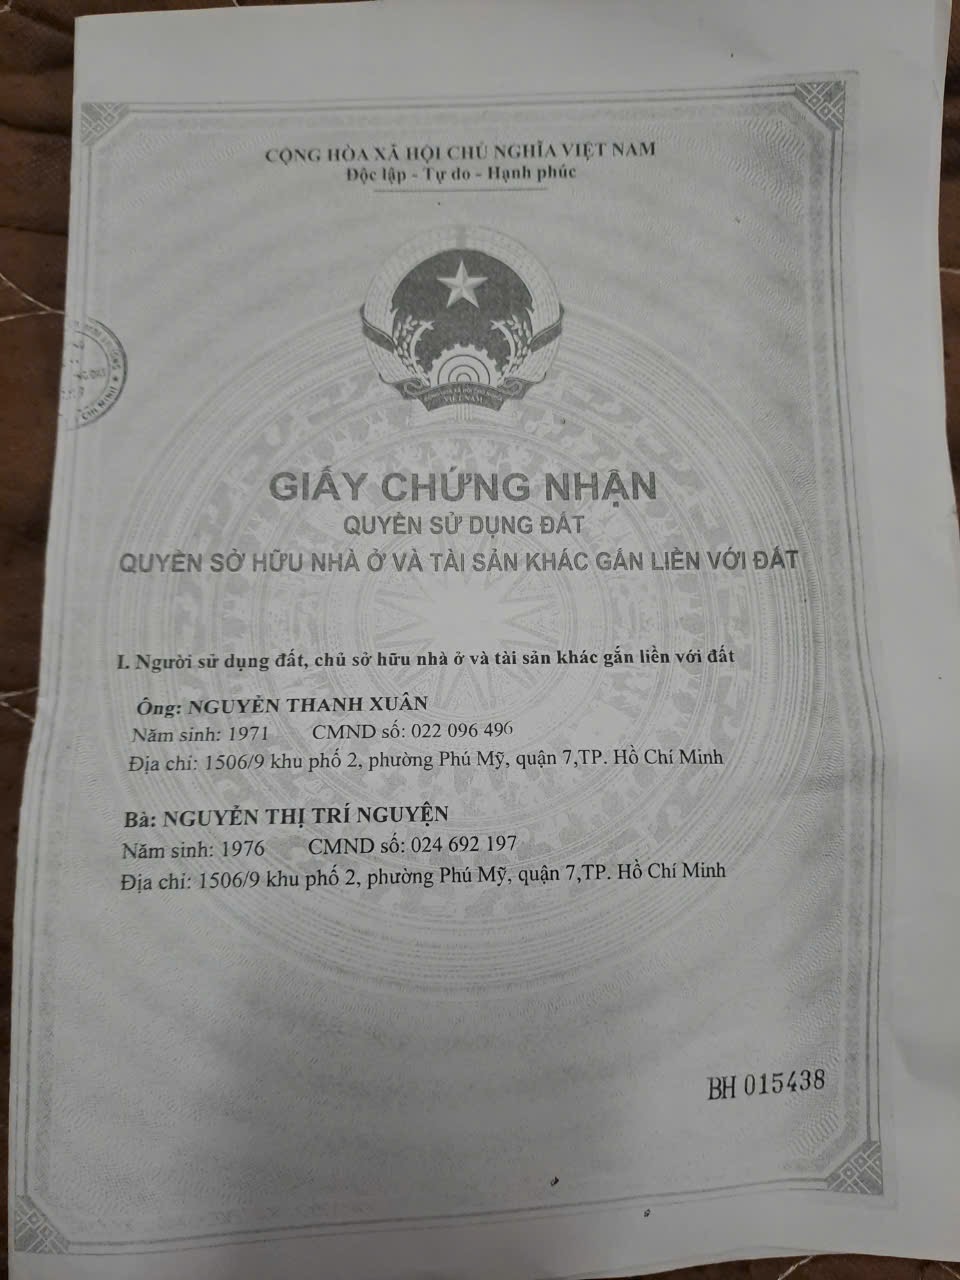 CỘNG HÒA XÃ HỘI CHỦ NGHĨA VIỆT NAM
Độc lập - Tự do - Hạnh phúc
VIỆT NAM
GIẤY CHỨNG NHẬN
QUYỀN SỬ DỤNG ĐẤT
QUYỀN SỞ HỮU NHÀ Ở VÀ TÀI SẢN KHÁC GẮN LIỀN VỚI ĐẤT
I. Người sử dụng đất, chủ sở hữu nhà ở và tài sản khác gắn liền với đất
Ông: NGUYỄN THANH XUÂN
Năm sinh: 1971 CMND số: 022 096 496
Địa chỉ: 1506/9 khu phố 2, phường Phú Mỹ, quận 7,TP. Hồ Chí Minh
Bà: NGUYỄN THỊ TRÍ NGUYỆN
Năm sinh: 1976 CMND số: 024 692 197
Địa chỉ: 1506/9 khu phố 2, phường Phú Mỹ, quận 7,TP. Hồ Chí Minh
BH 015438